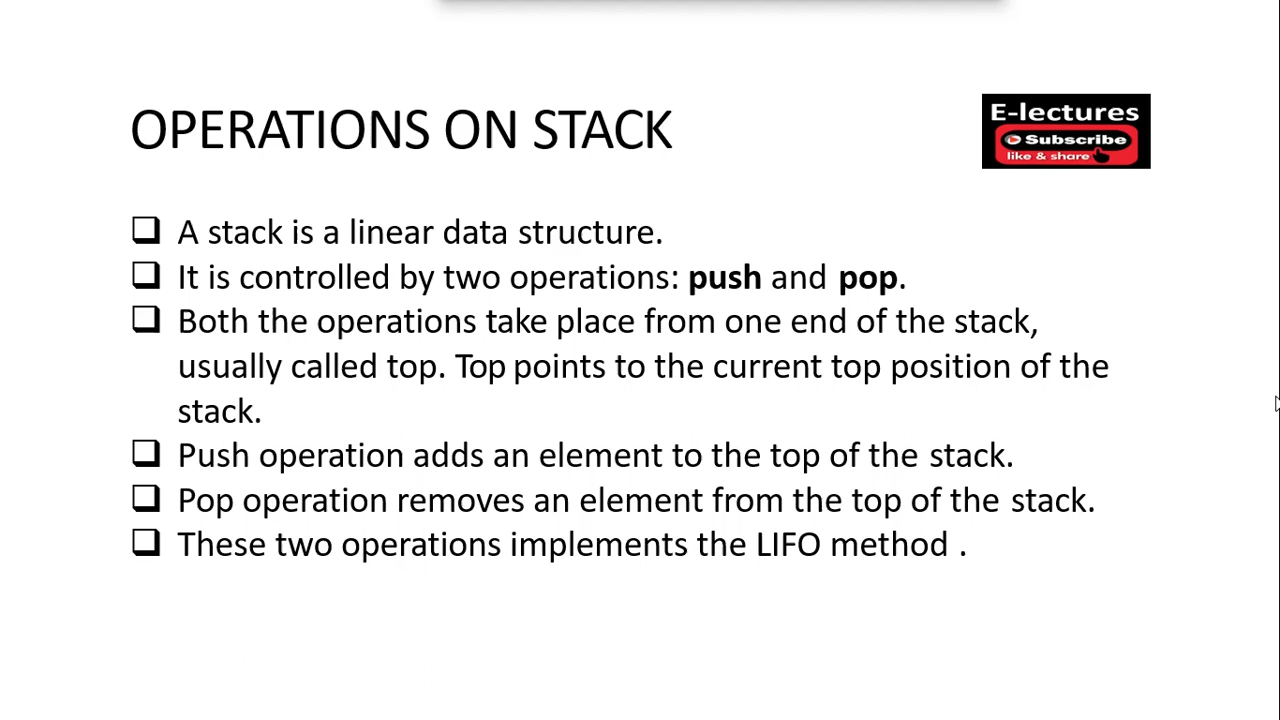 OPERATIONS ON STACK
E-lectures
Subscribe
like & share
A stack is a linear data structure.
It is controlled by two operations: push and pop.
Both the operations take place from one end of the stack,
usually called top. Top points to the current top position of the
stack.
Push operation adds an element to the top of the stack.
Pop operation removes an element from the top of the stack.
These two operations implements the LIFO method .